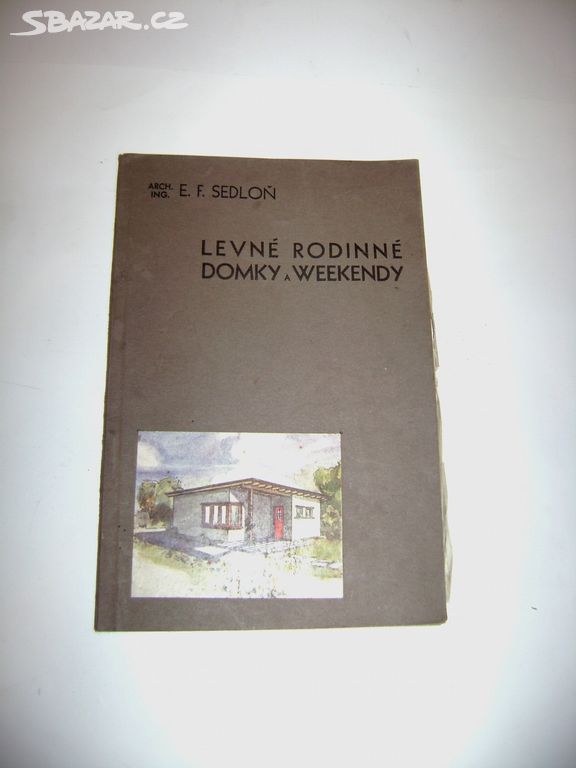 SBAZAR.CZ
ARCH. ING. E. F. SEDLOŇ
LEVNÉ RODINNÉ
DOMKY A WEEKENDY